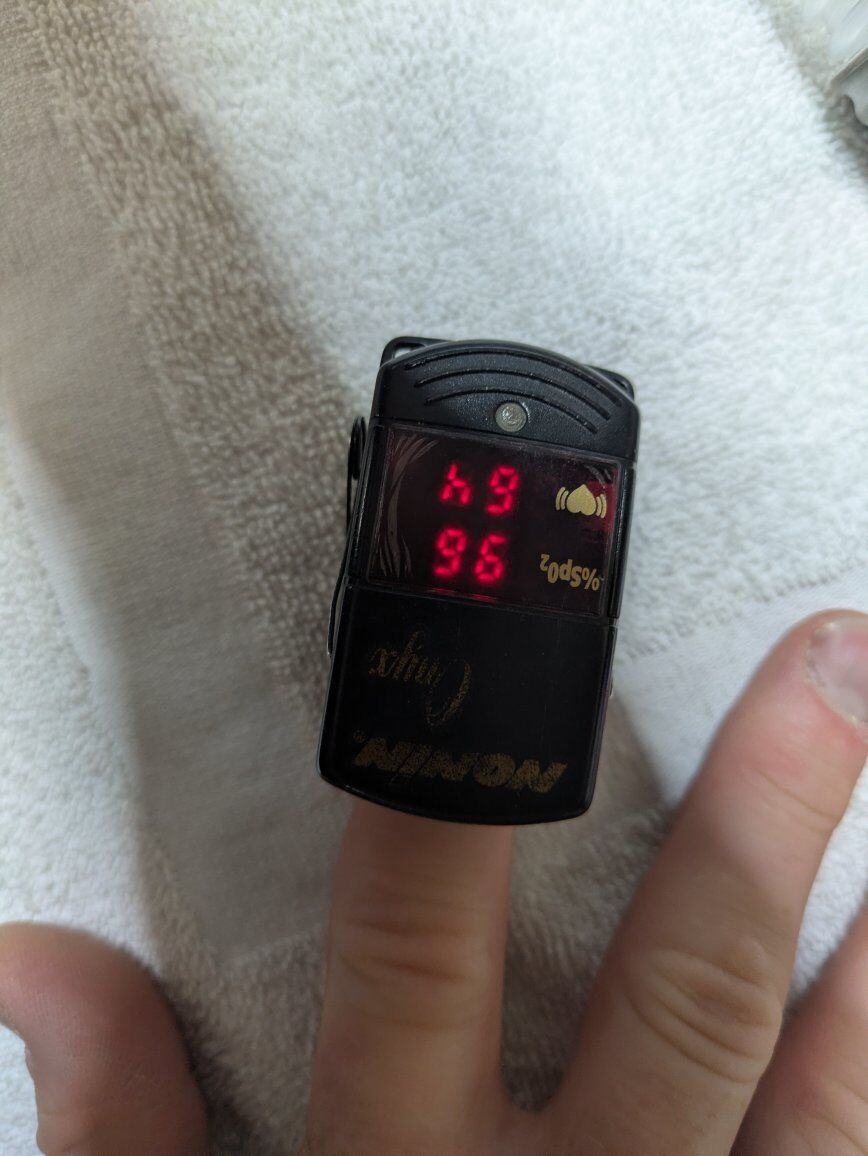 NONIN®
Onyx
%SpO₂ 96
64